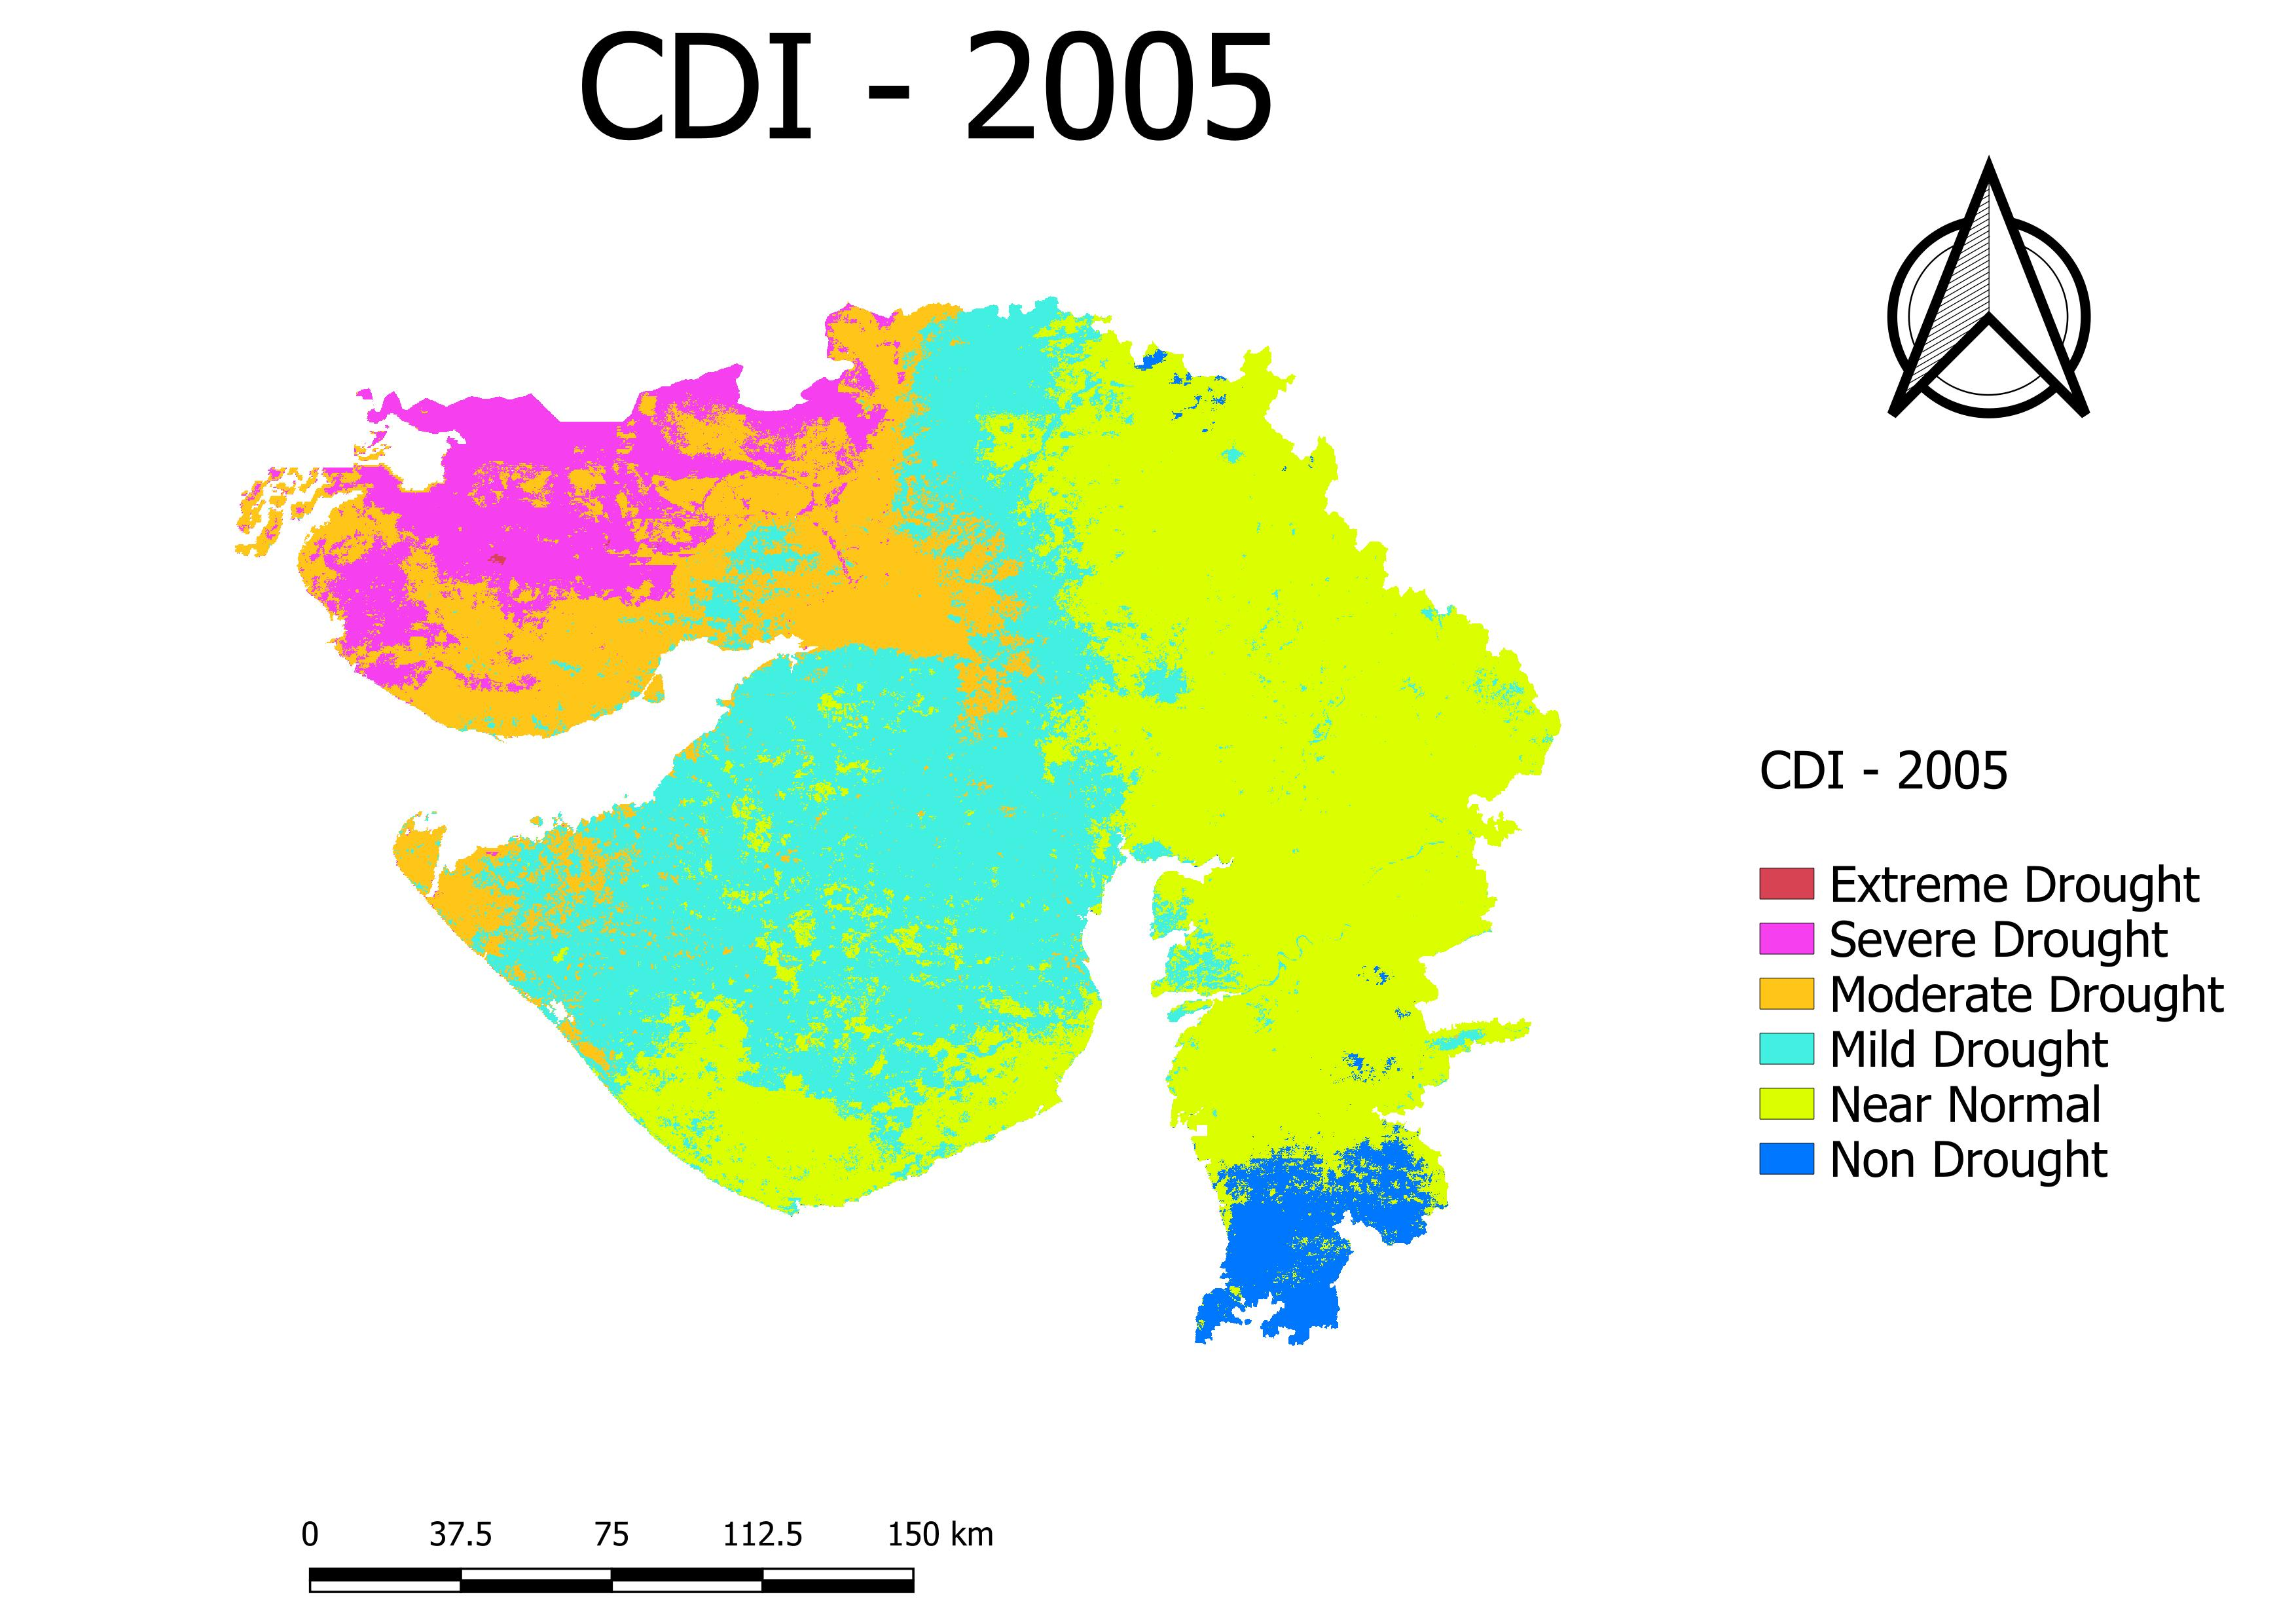 CDI - 2005
CDI - 2005
Extreme Drought
Severe Drought
Moderate Drought
Mild Drought
Near Normal
Non Drought
0 37.5 75 112.5 150 km